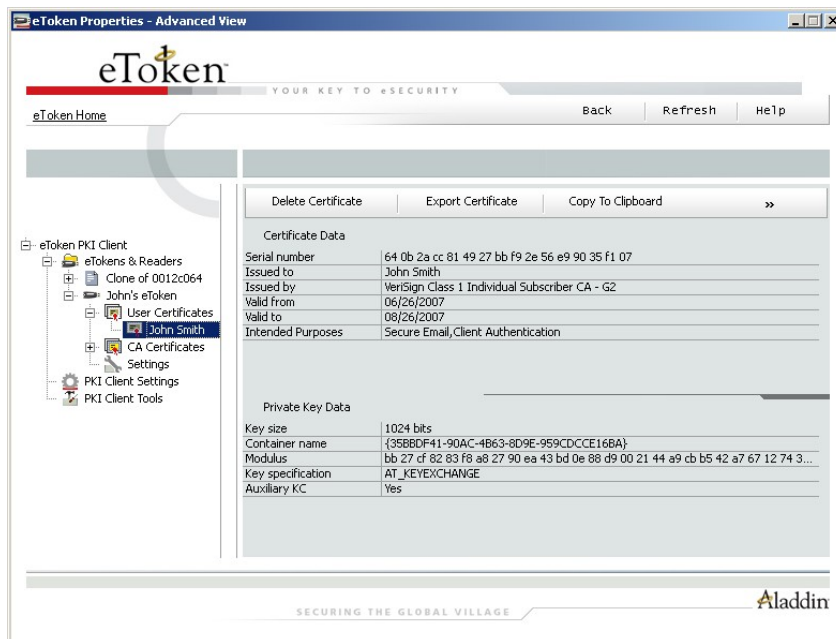 eToken Properties - Advanced View
eToken
YOUR KEY TO eSECURITY
eToken Home
Back Refresh Help
Delete Certificate Export Certificate Copy To Clipboard »
eToken PKI Client
eTokens & Readers
Clone of 0012c064
John's eToken
User Certificates
John Smith
CA Certificates
Settings
PKI Client Settings
PKI Client Tools
Certificate Data
Serial number 64 0b 2a cc 81 49 27 bb f9 2e 56 e9 90 35 f1 07
Issued to John Smith
Issued by VeriSign Class 1 Individual Subscriber CA - G2
Valid from 06/26/2007
Valid to 08/26/2007
Intended Purposes Secure Email,Client Authentication
Private Key Data
Key size 1024 bits
Container name {35BBDF41-90AC-4B63-8D9E-959CDCCE16BA}
Modulus bb 27 cf 82 83 f8 a8 27 90 ea 43 bd 0e 88 d9 00 21 44 a9 cb b5 42 a7 67 12 74 3...
Key specification AT_KEYEXCHANGE
Auxiliary KC Yes
SECURING THE GLOBAL VILLAGE
Aladdin